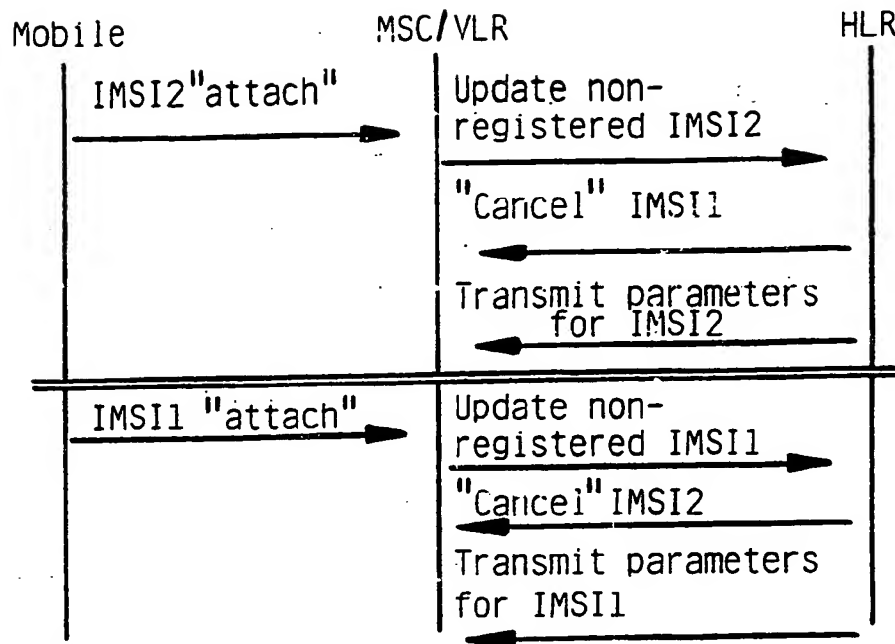 Mobile MSC/VLR HLR
IMSI2"attach"
Update non-
registered IMSI2
"Cancel" IMSI1
Transmit parameters
for IMSI2
IMSI1 "attach"
Update non-
registered IMSI1
"Cancel"IMSI2
Transmit parameters
for IMSI1